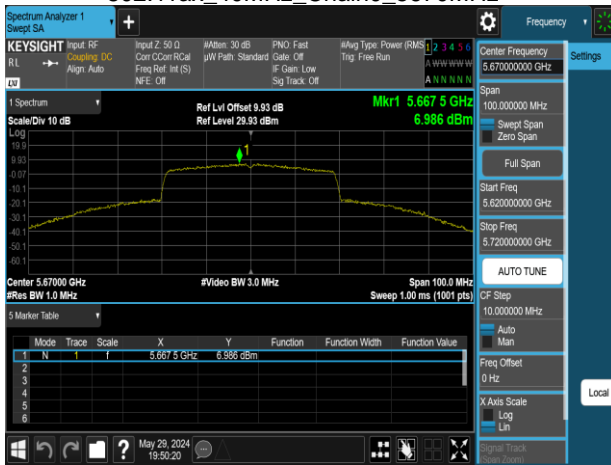 Spectrum Analyzer 1
Swept SA
Frequency
KEYSIGHT
RL
LXI
Input: RF
Coupling: DC
Align: Auto
Input Z: 50 Ω
Corr CCorr RCal
Freq Ref: Int (S)
NFE: Off
#Atten: 30 dB
µW Path: Standard
PNO: Fast
Gate: Off
IF Gain: Low
Sig Track: Off
#Avg Type: Power (RMS
Trig: Free Run
1 2 3 4 5 6
A W W W W W
A N N N N N
1 Spectrum
Scale/Div 10 dB
Log
Ref Lvl Offset 9.93 dB
Ref Level 29.93 dBm
Mkr1 5.667 5 GHz
6.986 dBm
19.9
9.93
-0.07
-10.1
-20.1
-30.1
-40.1
-50.1
-60.1
1
Center 5.67000 GHz
#Res BW 1.0 MHz
#Video BW 3.0 MHz
Span 100.0 MHz
Sweep 1.00 ms (1001 pts)
5 Marker Table
Mode Trace Scale X Y Function Function Width Function Value
1 N 1 f 5.667 5 GHz 6.986 dBm
2
3
4
5
6
May 29, 2024
19:50:20
Center Frequency
5.670000000 GHz
Settings
Span
100.000000 MHz
Swept Span
Zero Span
Full Span
Start Freq
5.620000000 GHz
Stop Freq
5.720000000 GHz
AUTO TUNE
CF Step
10.000000 MHz
Auto
Man
Freq Offset
0 Hz
X Axis Scale
Log
Lin
Signal Track
(Span Zoom)
Local